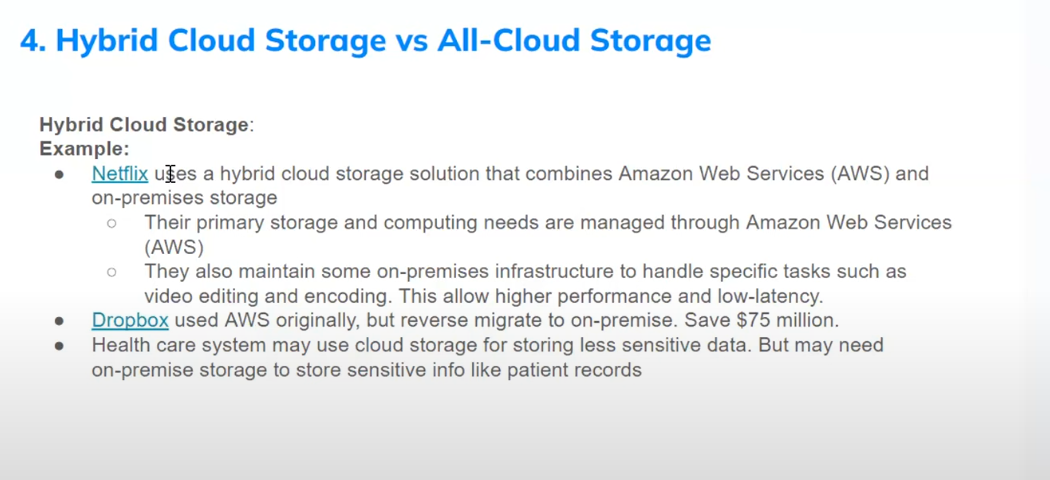 4. Hybrid Cloud Storage vs All-Cloud Storage
Hybrid Cloud Storage:
Example:
● Netflix uses a hybrid cloud storage solution that combines Amazon Web Services (AWS) and
on-premises storage
○ Their primary storage and computing needs are managed through Amazon Web Services
(AWS)
○ They also maintain some on-premises infrastructure to handle specific tasks such as
video editing and encoding. This allow higher performance and low-latency.
● Dropbox used AWS originally, but reverse migrate to on-premise. Save $75 million.
● Health care system may use cloud storage for storing less sensitive data. But may need
on-premise storage to store sensitive info like patient records